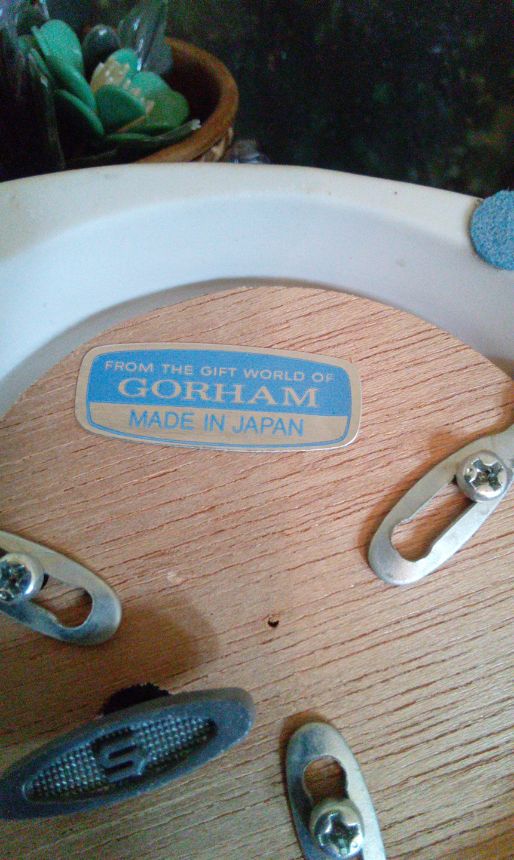 FROM THE GIFT WORLD OF
GORHAM
MADE IN JAPAN
S